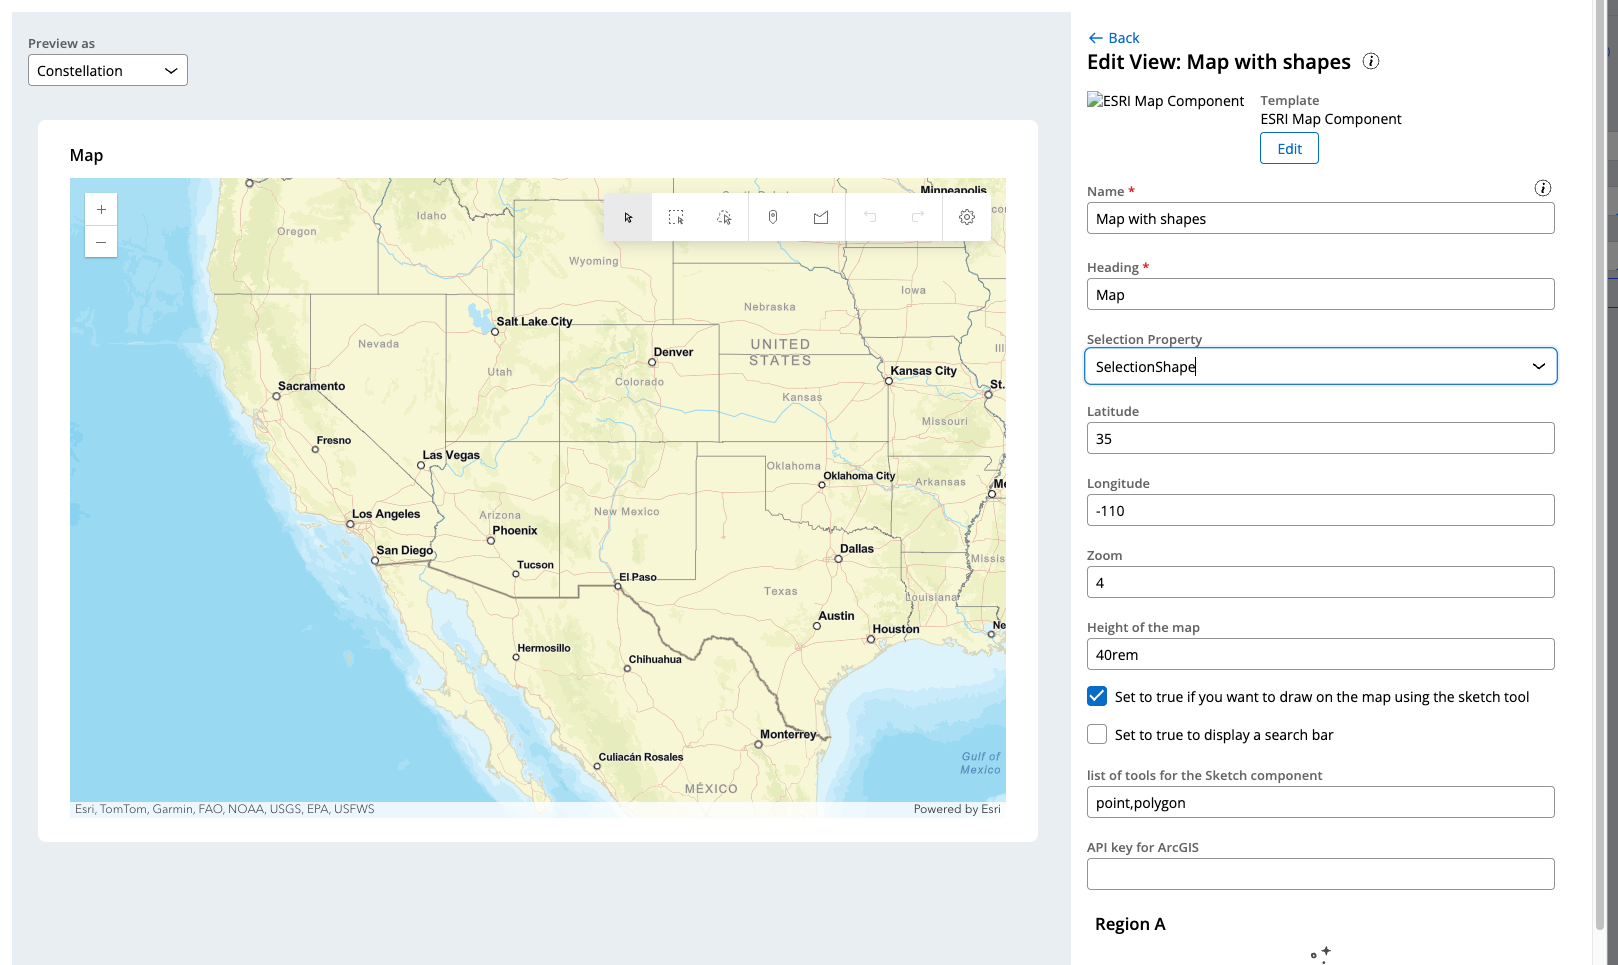 Preview as
Constellation
Map
Minneapolis
Idaho
Oregon
Wyoming
Iowa
Nebraska
Salt Lake City
Nevada
UNITED
STATES
Denver
Utah
Colorado
Kansas City
Sacramento
St.
Kansas
Missouri
Fresno
Las Vegas
Oklahoma
Oklahoma City
Arkansas
Los Angeles
Arizona
New Mexico
Phoenix
San Diego
Dallas
Tucson
El Paso
Texas
Louisiana
Austin
Houston
Hermosillo
Chihuahua
Monterrey
Culiacán Rosales
Gulf of
Mexico
MÉXICO
Esri, TomTom, Garmin, FAO, NOAA, USGS, EPA, USFWS
Powered by Esri
Back
Edit View: Map with shapes
ESRI Map Component
Template
ESRI Map Component
Edit
Name *
Map with shapes
Heading *
Map
Selection Property
SelectionShape
Latitude
35
Longitude
-110
Zoom
4
Height of the map
40rem
Set to true if you want to draw on the map using the sketch tool
Set to true to display a search bar
list of tools for the Sketch component
point,polygon
API key for ArcGIS
Region A